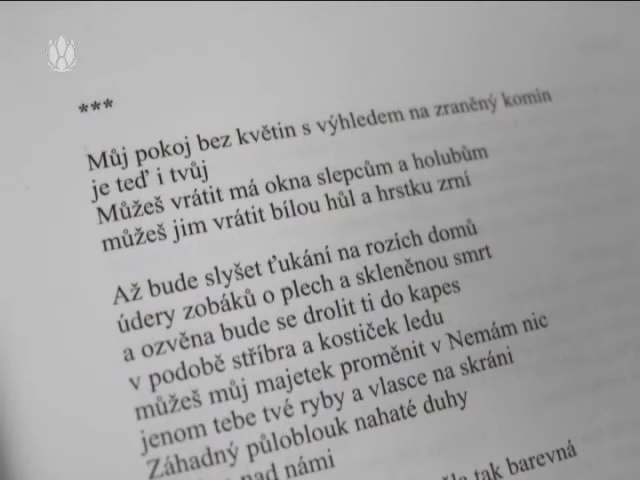 ***
Můj pokoj bez květin s výhledem na zraněný komín
je teď i tvůj
Můžeš vrátit má okna slepcům a holubům
můžeš jim vrátit bílou hůl a hrstku zrní
Až bude slyšet ťukání na rozích domů
údery zobáků o plech a skleněnou smrt
a ozvěna bude se drolit ti do kapes
v podobě stříbra a kostiček ledu
můžeš můj majetek proměnit v Nemám nic
jenom tebe tvé ryby a vlasce na skráni
Záhadný půloblouk nahaté duhy
nad námi
tak barevná